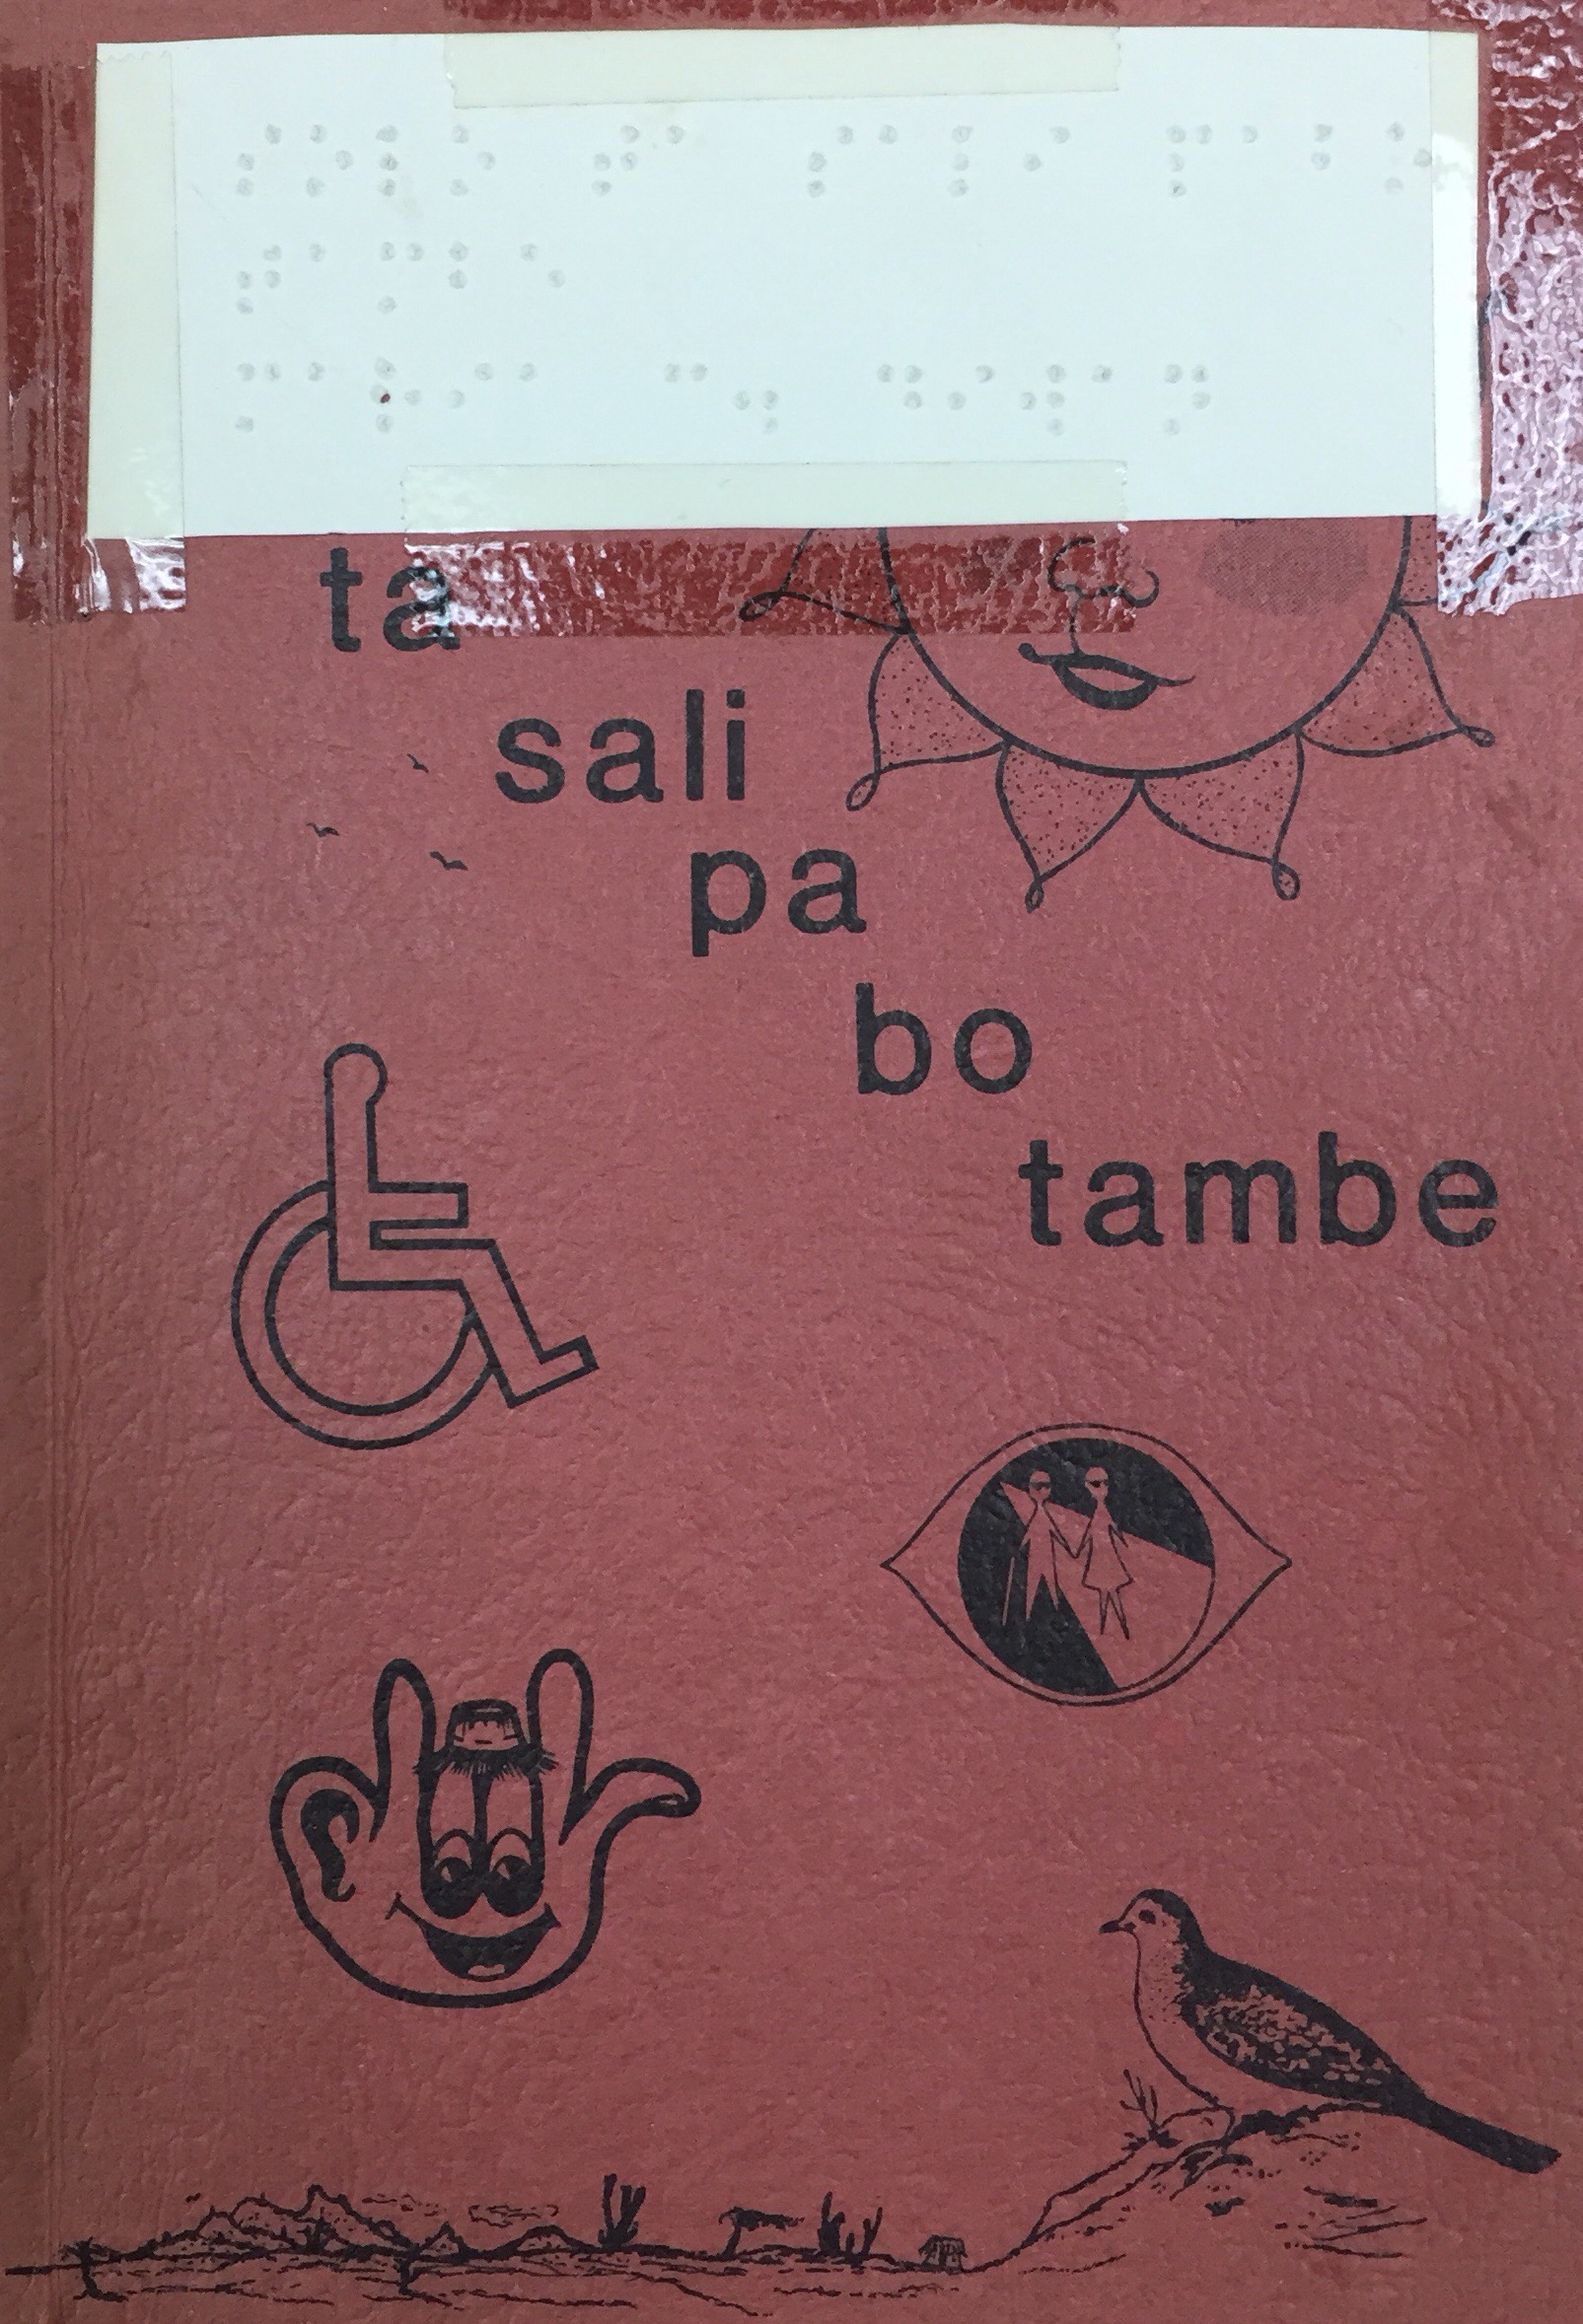 ⠎⠕⠇⠕ ⠞⠁ ⠎⠁⠇⠊ ⠏⠁ ⠃⠕
⠞⠁⠍⠃⠑
⠍⠁⠗⠊⠁ ⠉⠲
ta
sali
pa
bo
tambe